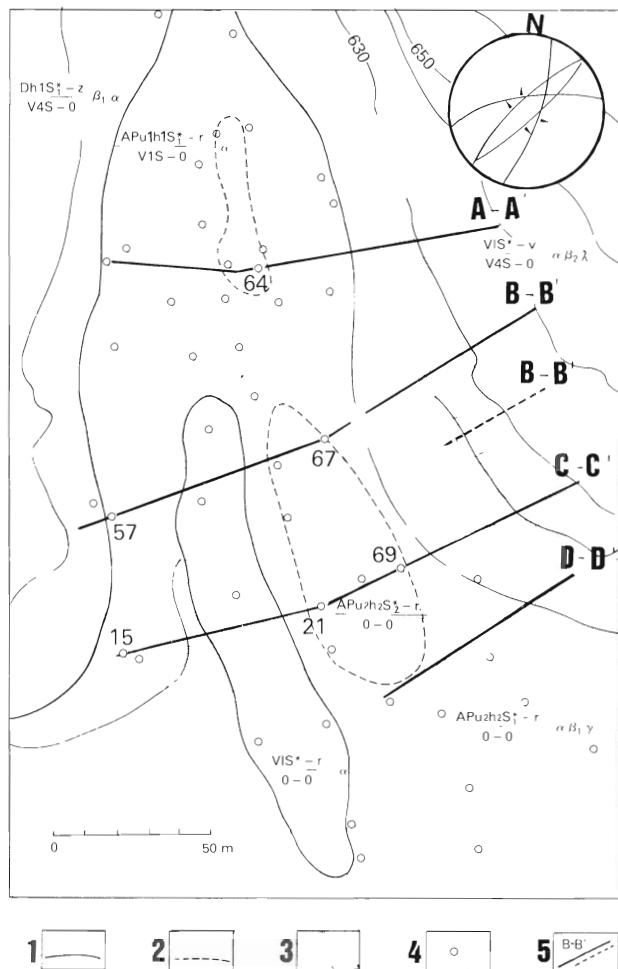 N
630
650
Dh1S₁* – z
V4S – 0 β₁ α
APu1h1S₁* – r
V1S – 0 α
A – A'
VIS* – v
V4S – 0 α β₂ λ
64
B – B'
B – B'
67
57
C – C'
69
D – D'
APu2h2S₂* – r.
0 – 0
21
15
APu2h2S₁* – r
0 – 0 α β₁ γ
VIS* – r
0 – 0 α
0 50 m
1 2 3 4 5 B-B'